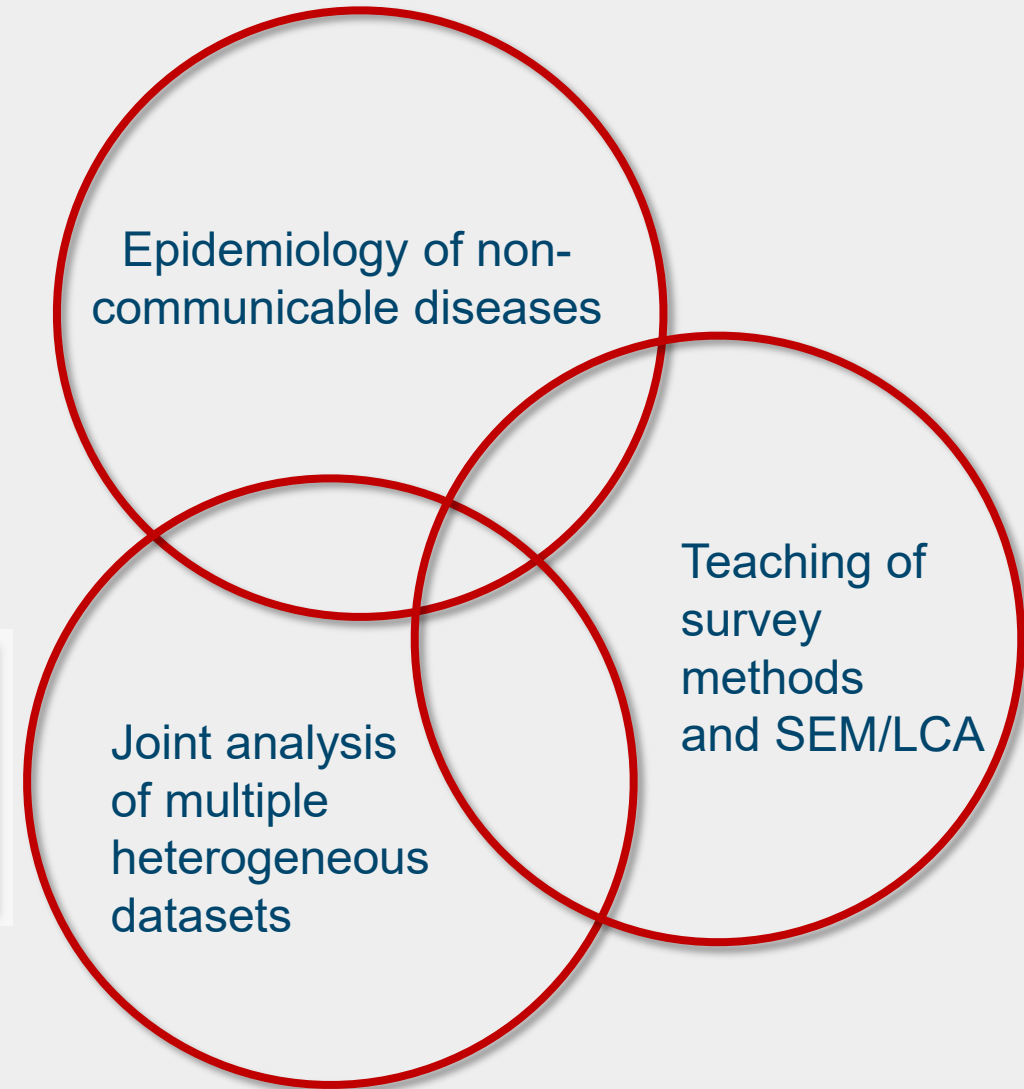 Epidemiology of non-
communicable diseases
Teaching of
survey
methods
and SEM/LCA
Joint analysis
of multiple
heterogeneous
datasets